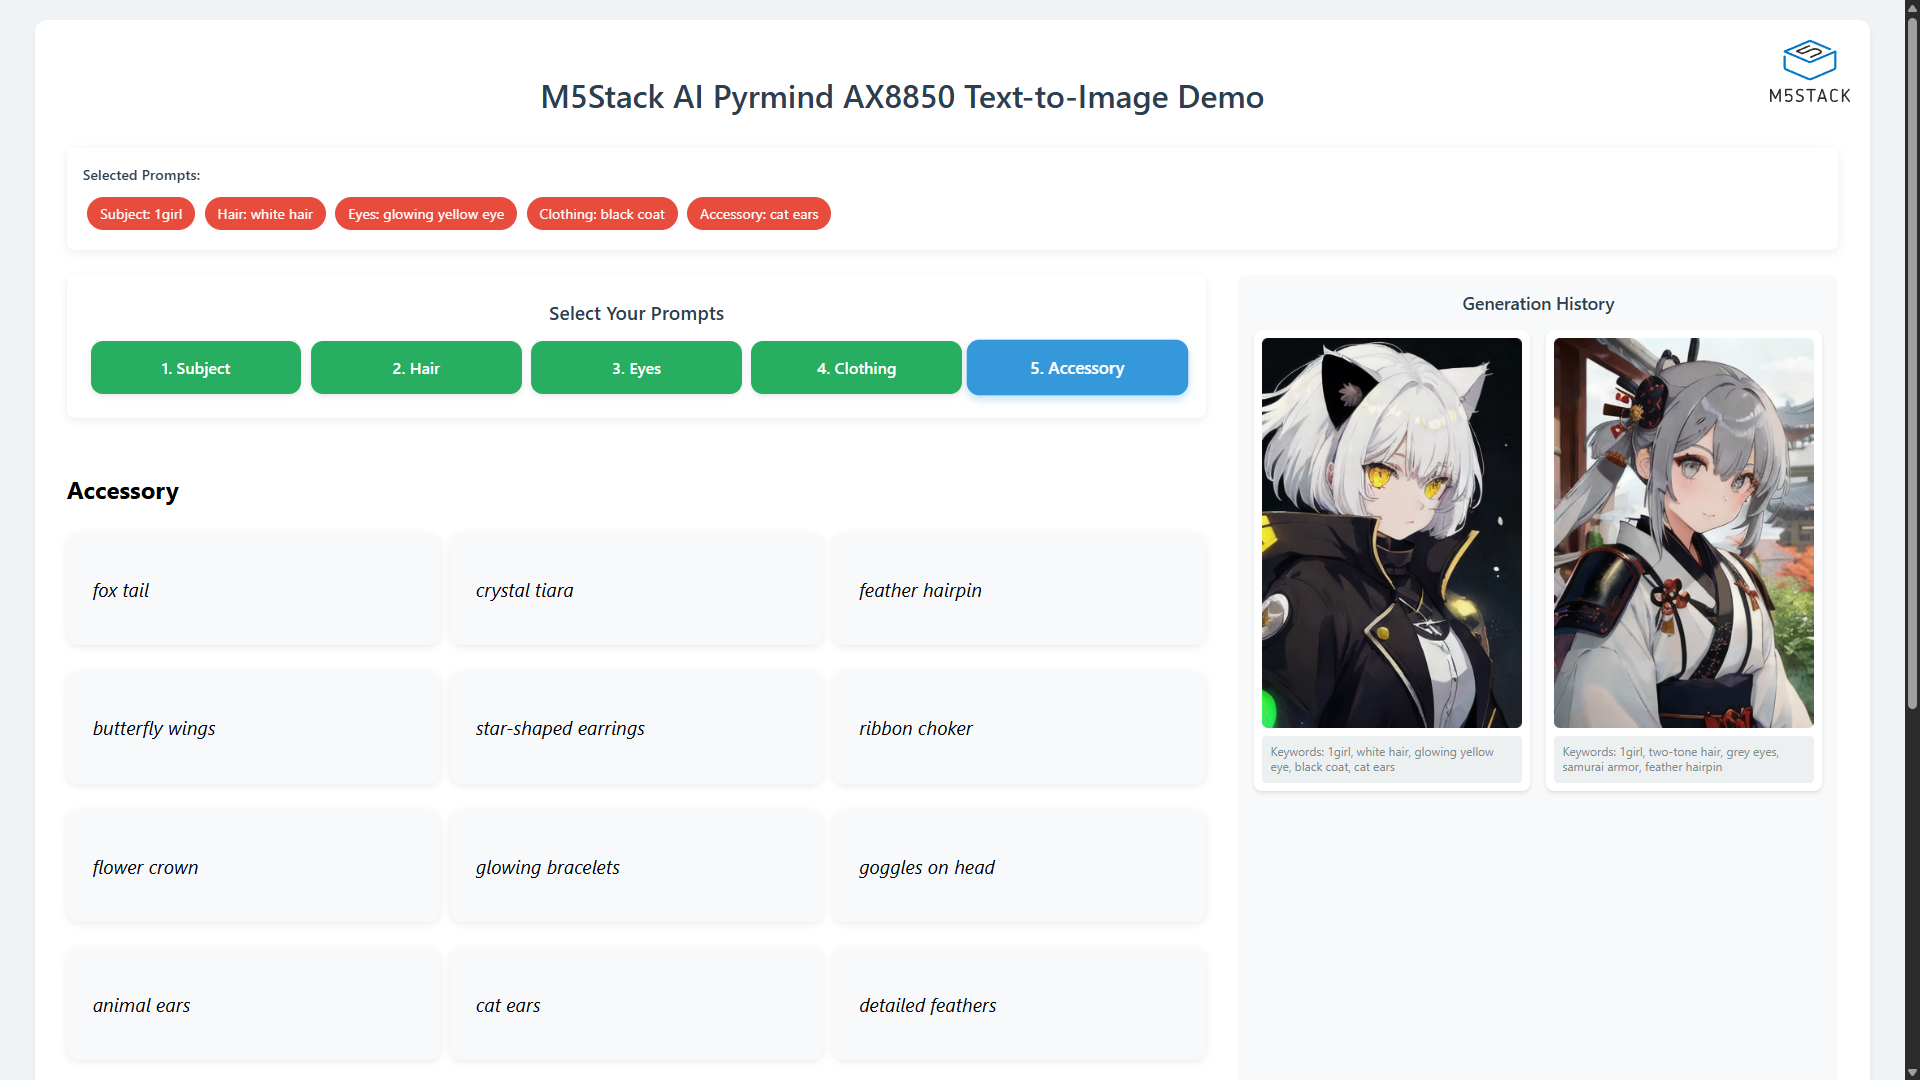 M5STACK
M5Stack AI Pyrmind AX8850 Text-to-Image Demo
Selected Prompts:
Subject: 1girl
Hair: white hair
Eyes: glowing yellow eye
Clothing: black coat
Accessory: cat ears
Select Your Prompts
1. Subject
2. Hair
3. Eyes
4. Clothing
5. Accessory
Accessory
fox tail
crystal tiara
feather hairpin
butterfly wings
star-shaped earrings
ribbon choker
flower crown
glowing bracelets
goggles on head
animal ears
cat ears
detailed feathers
Generation History
Keywords: 1girl, white hair, glowing yellow
eye, black coat, cat ears
Keywords: 1girl, two-tone hair, grey eyes,
samurai armor, feather hairpin